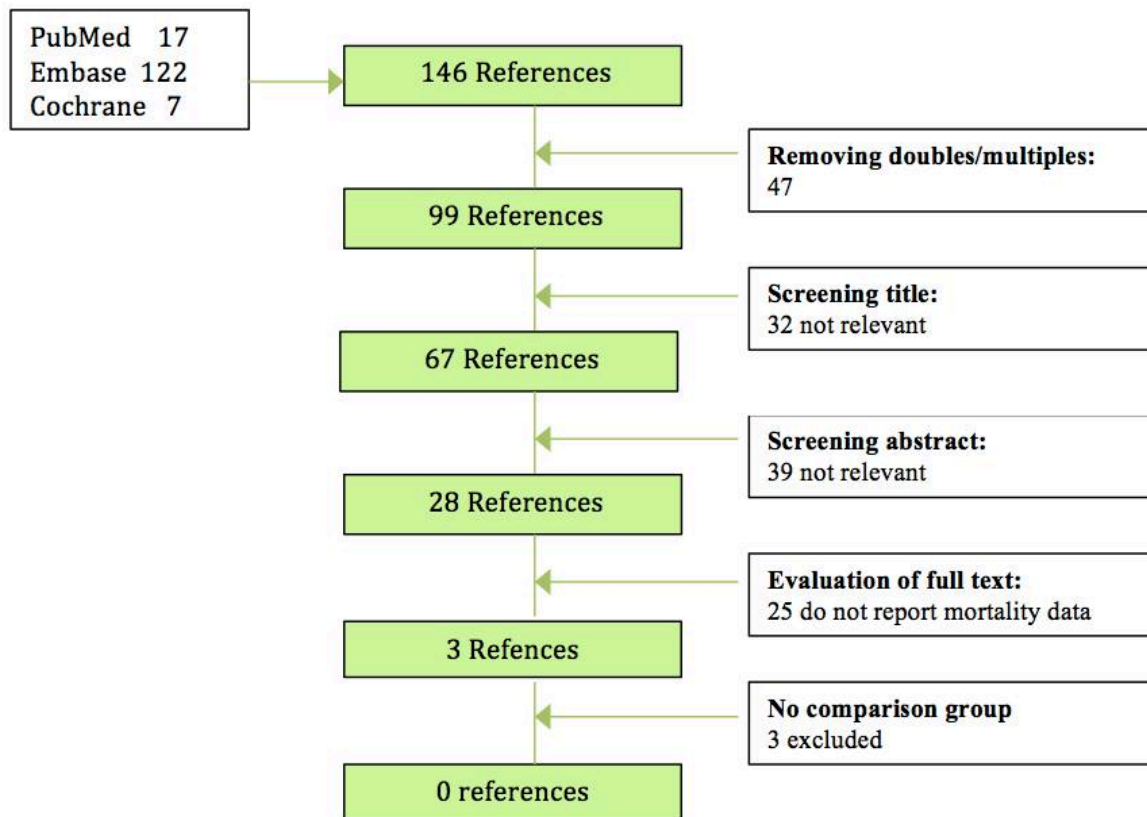 PubMed 17
Embase 122
Cochrane 7
146 References
Removing doubles/multiples:
47
99 References
Screening title:
32 not relevant
67 References
Screening abstract:
39 not relevant
28 References
Evaluation of full text:
25 do not report mortality data
3 Refences
No comparison group
3 excluded
0 references